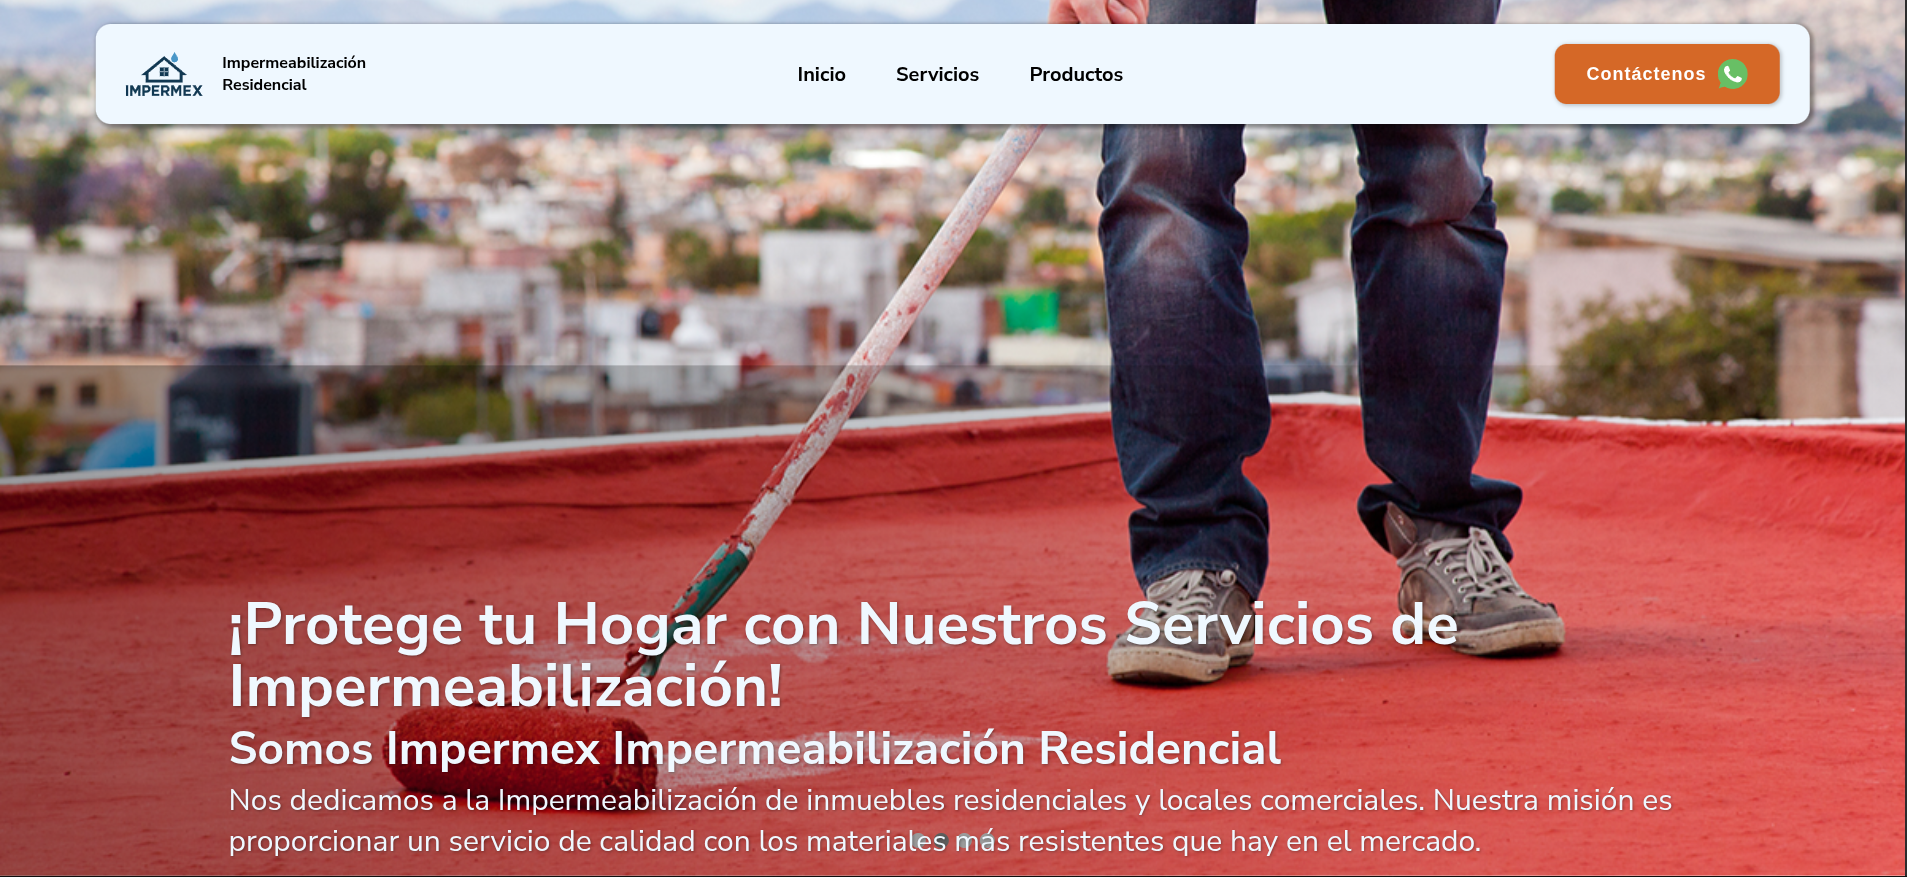 IMPERMEX
Impermeabilización
Residencial
Inicio
Servicios
Productos
Contáctenos
¡Protege tu Hogar con Nuestros Servicios de
Impermeabilización!
Somos Impermex Impermeabilización Residencial
Nos dedicamos a la Impermeabilización de inmuebles residenciales y locales comerciales. Nuestra misión es
proporcionar un servicio de calidad con los materiales más resistentes que hay en el mercado.